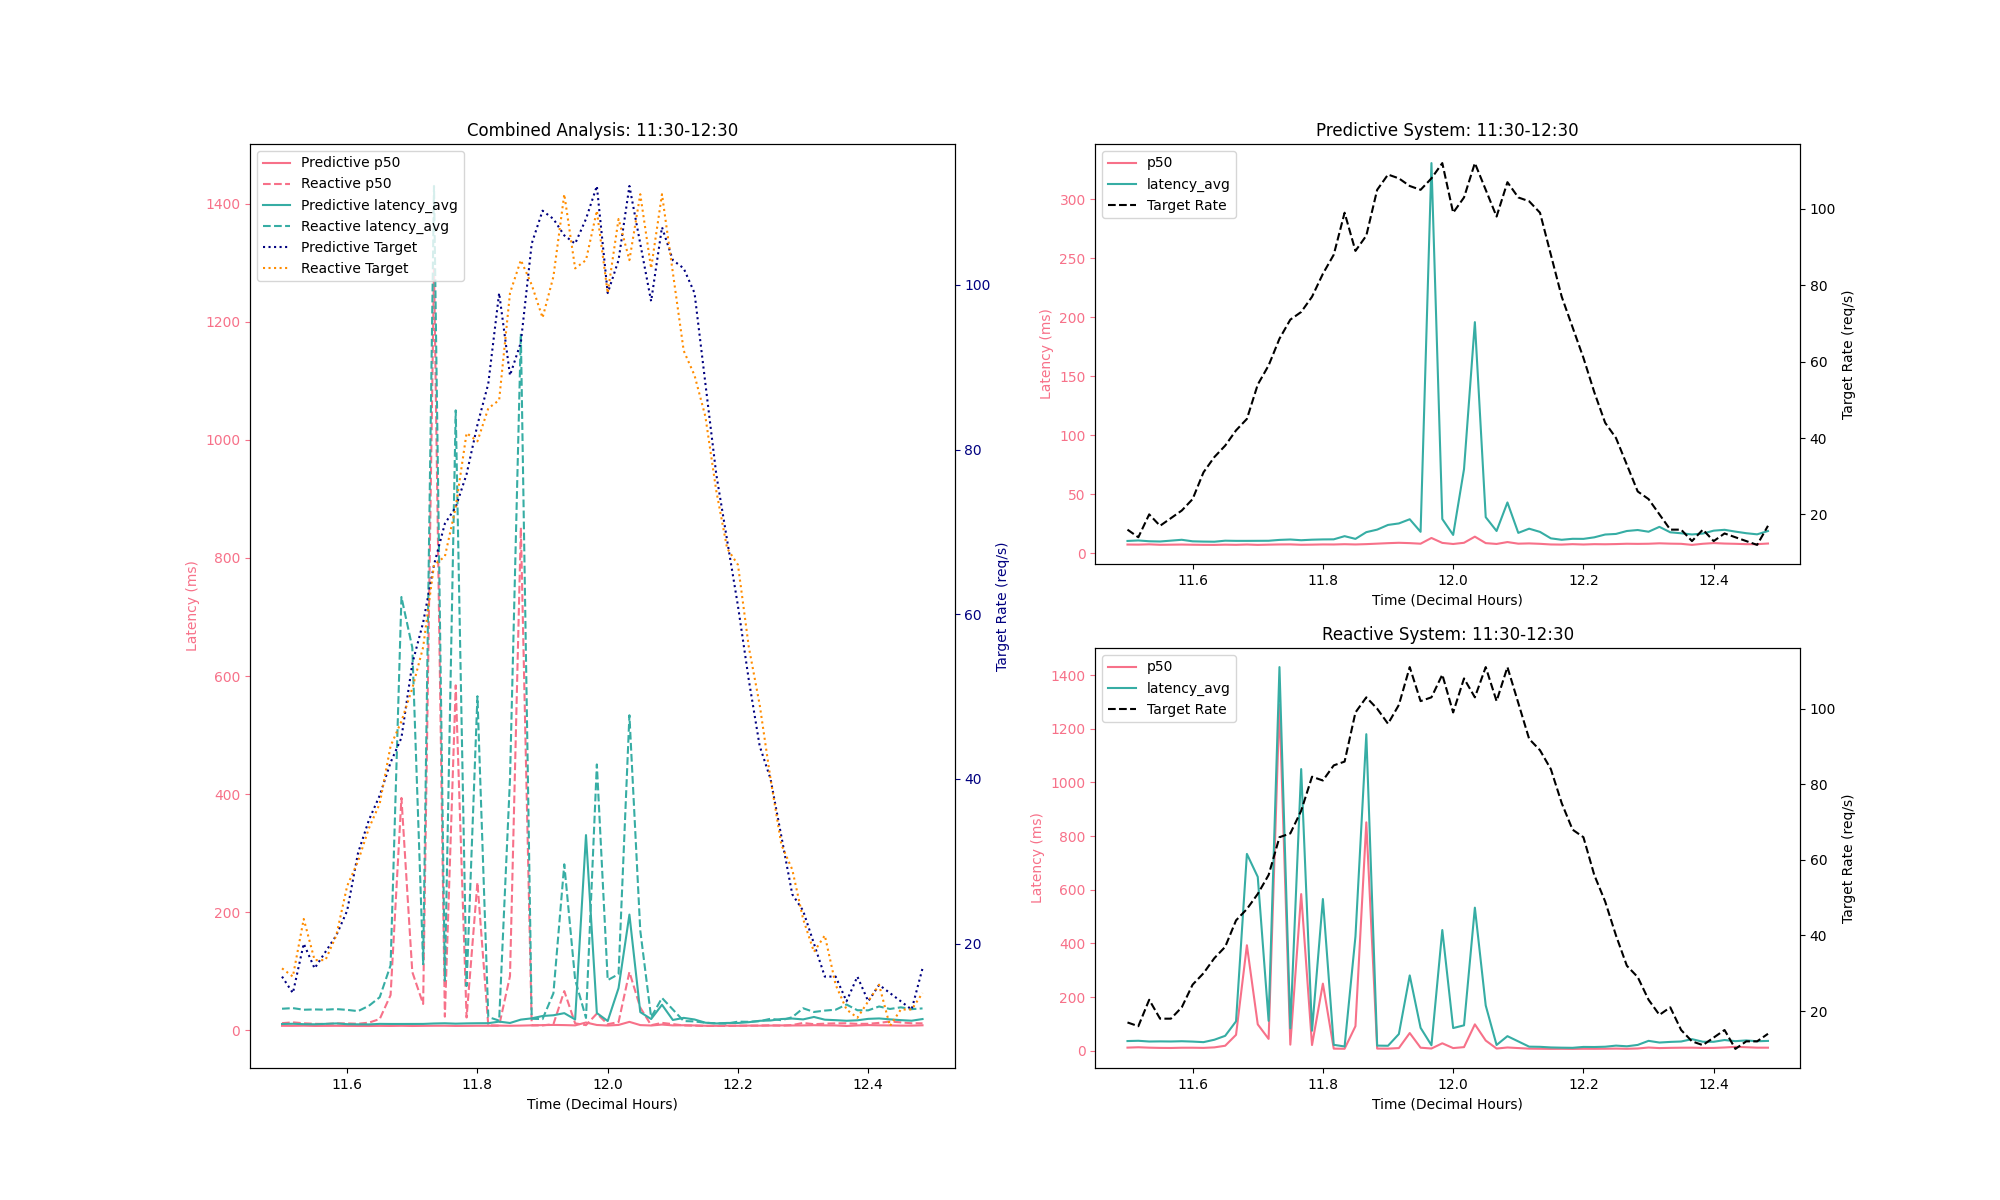 Combined Analysis: 11:30-12:30
Predictive p50
Reactive p50
Predictive latency_avg
Reactive latency_avg
Predictive Target
Reactive Target
1400
1200
1000
800
600
400
200
0
Latency (ms)
100
80
60
40
20
Target Rate (req/s)
11.6 11.8 12.0 12.2 12.4
Time (Decimal Hours)
Predictive System: 11:30-12:30
p50
latency_avg
Target Rate
300
250
200
150
100
50
0
Latency (ms)
100
80
60
40
20
Target Rate (req/s)
11.6 11.8 12.0 12.2 12.4
Time (Decimal Hours)
Reactive System: 11:30-12:30
p50
latency_avg
Target Rate
1400
1200
1000
800
600
400
200
0
Latency (ms)
100
80
60
40
20
Target Rate (req/s)
11.6 11.8 12.0 12.2 12.4
Time (Decimal Hours)